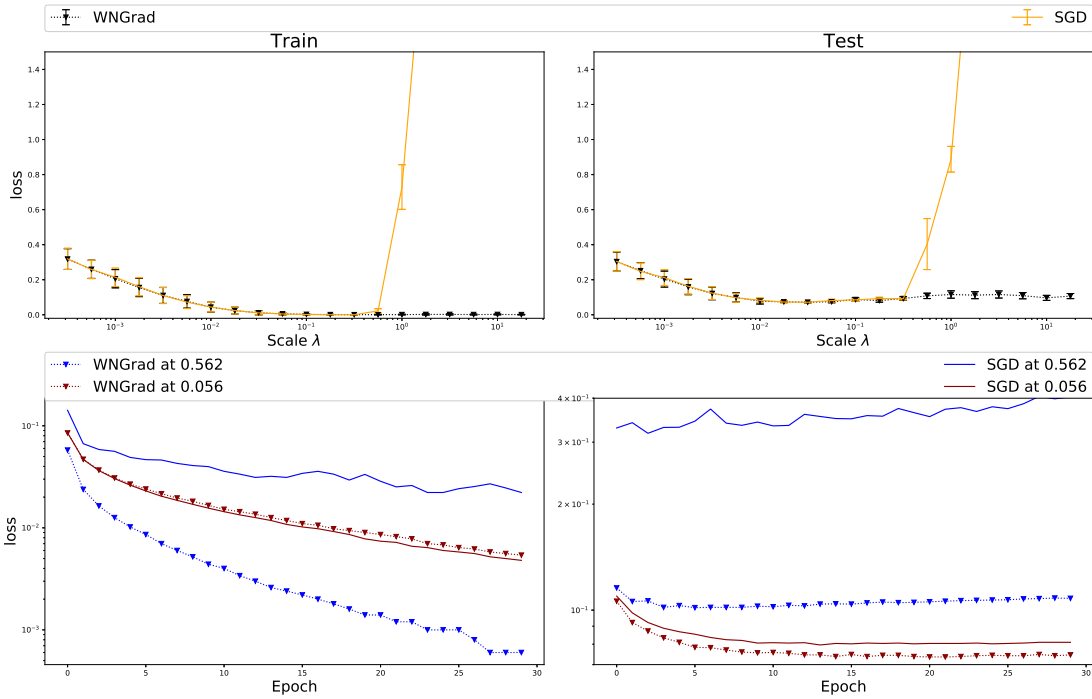 WNGrad SGD
Train Test
1.4 1.4
1.2 1.2
1.0 1.0
0.8 0.8
0.6 0.6
0.4 0.4
0.2 0.2
0.0 0.0
loss
10⁻³ 10⁻² 10⁻¹ 10⁰ 10¹ 10⁻³ 10⁻² 10⁻¹ 10⁰ 10¹
Scale λ Scale λ
WNGrad at 0.562 SGD at 0.562
WNGrad at 0.056 SGD at 0.056
4 × 10⁻¹
10⁻¹ 3 × 10⁻¹
2 × 10⁻¹
10⁻² 10⁻¹
10⁻³
loss
0 5 10 15 20 25 30 0 5 10 15 20 25 30
Epoch Epoch